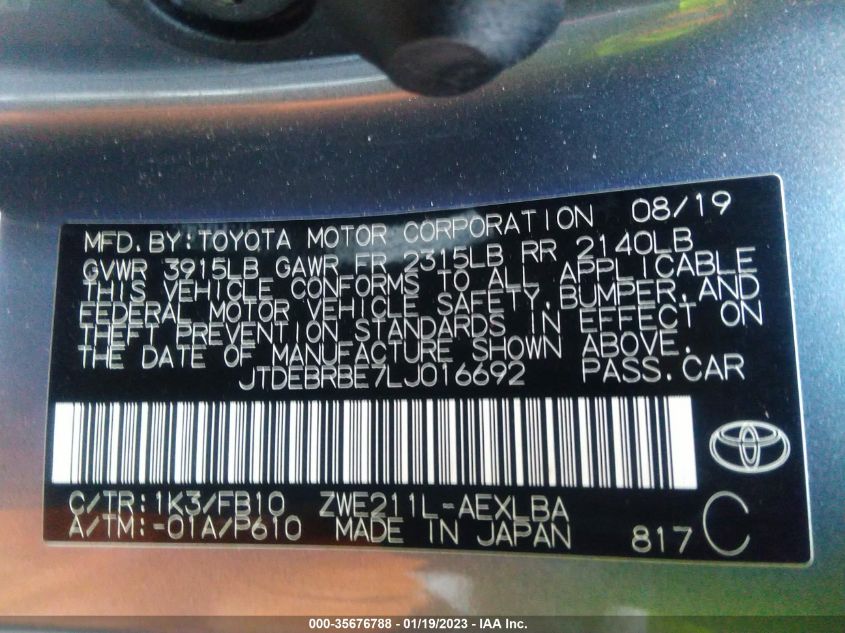 MFD. BY: TOYOTA MOTOR CORPORATION 08/19
GVWR 3915LB GAWR FR 2315LB RR 2140LB
THIS VEHICLE CONFORMS TO ALL APPLICABLE
FEDERAL MOTOR VEHICLE SAFETY, BUMPER, AND
THEFT PREVENTION STANDARDS IN EFFECT ON
THE DATE OF MANUFACTURE SHOWN ABOVE.
JTDEBRBE7LJ016692 PASS. CAR
C/TR: 1K3/FB10 ZWE211L-AEXLBA
A/TM: -01A/P610 MADE IN JAPAN 817 C
000-35676788 - 01/19/2023 - IAA Inc.